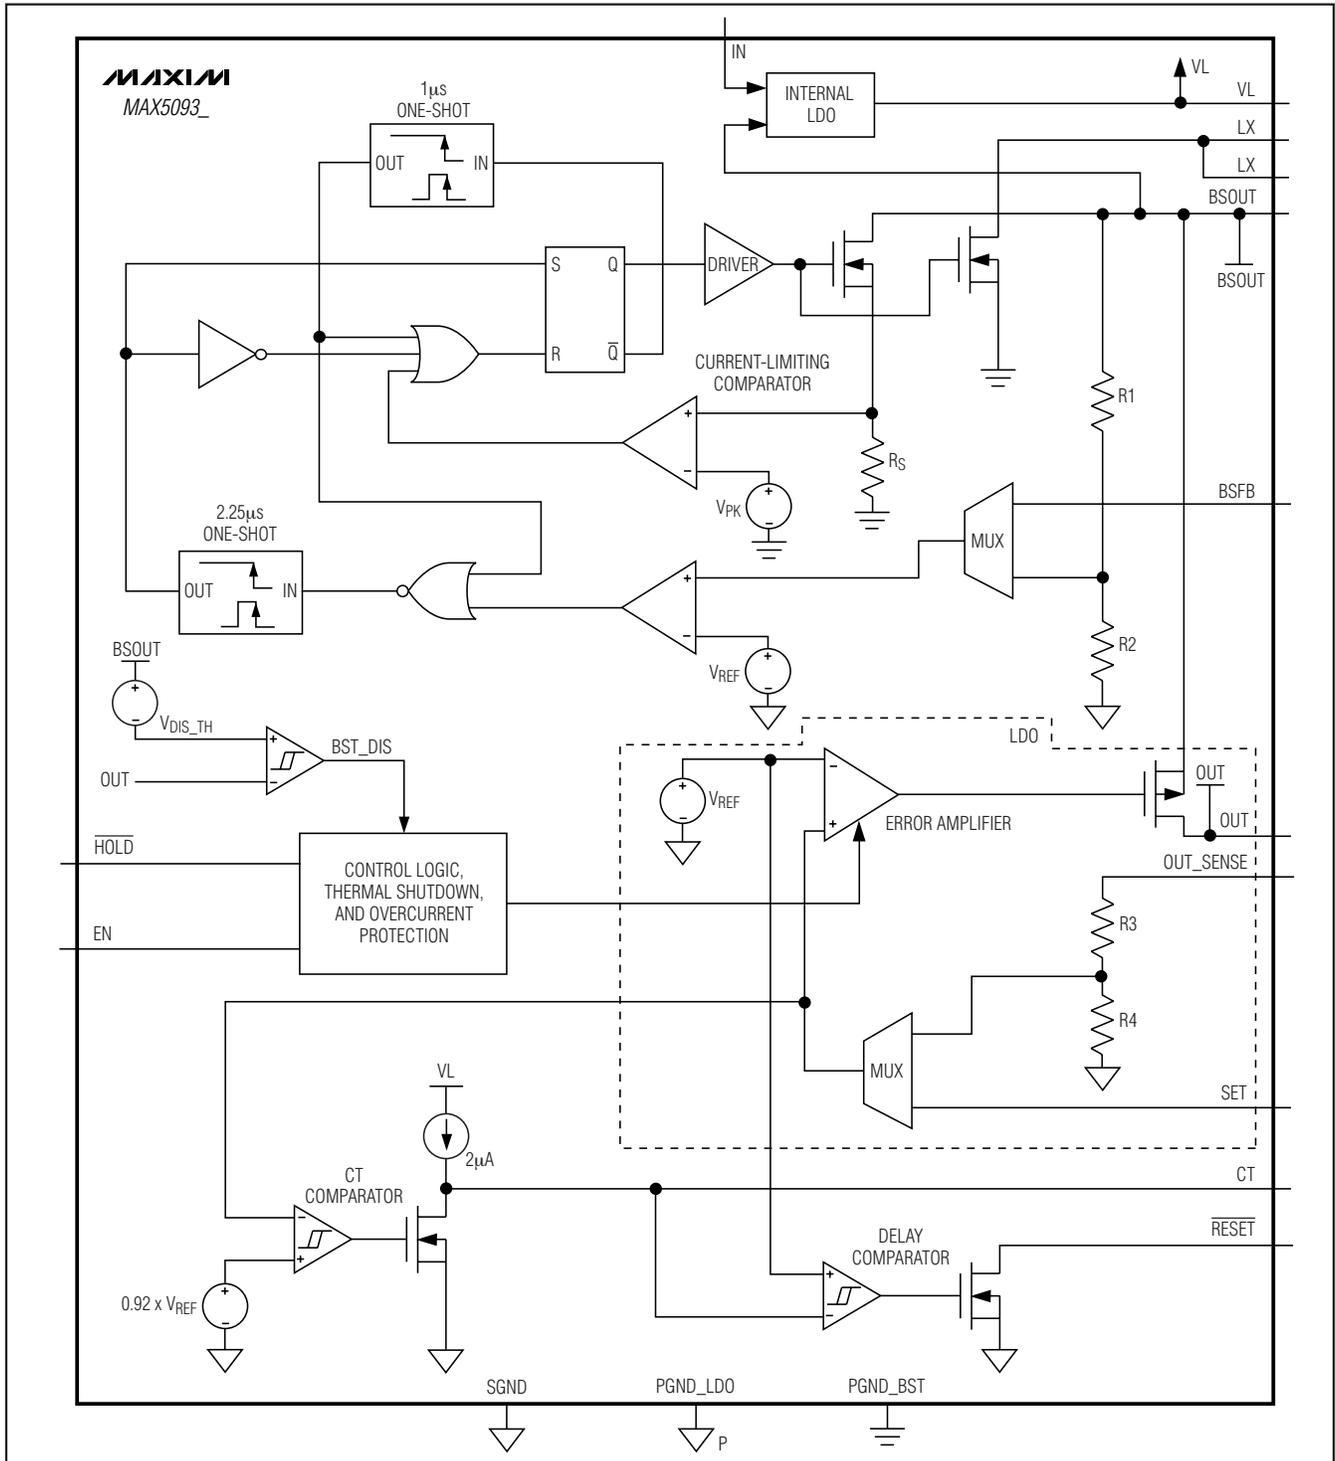 IN
MAXIM
MAX5093_
1µs
ONE-SHOT
OUT
IN
INTERNAL
LDO
VL
VL
LX
LX
BSOUT
BSOUT
S
Q
R
Q̅
DRIVER
CURRENT-LIMITING
COMPARATOR
+
−
RS
VPK
+
−
R1
BSFB
MUX
2.25µs
ONE-SHOT
OUT
IN
+
−
VREF
+
−
R2
BSOUT
+
−
VDIS_TH
+
−
OUT
BST_DIS
LDO
VREF
+
−
−
+
ERROR AMPLIFIER
OUT
OUT
H̅O̅L̅D̅
EN
CONTROL LOGIC,
THERMAL SHUTDOWN,
AND OVERCURRENT
PROTECTION
OUT_SENSE
R3
R4
MUX
SET
VL
2µA
CT
CT
COMPARATOR
−
+
0.92 x VREF
+
−
DELAY
COMPARATOR
+
−
R̅E̅S̅E̅T̅
SGND
PGND_LDO
P
PGND_BST